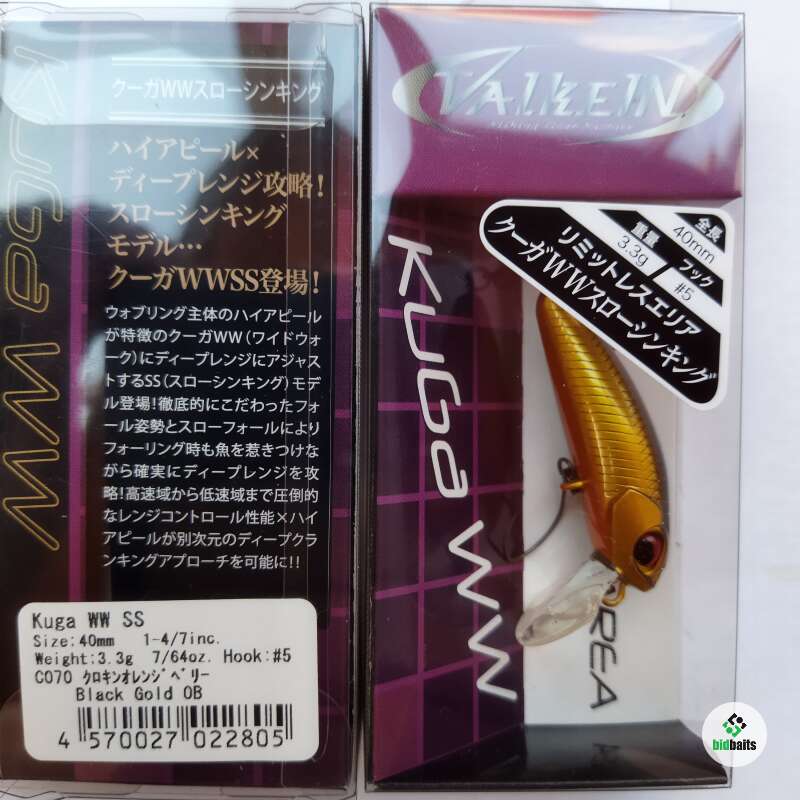 KUGa WW
クーガWWスローシンキング
ハイアピール×
ディープレンジ攻略!
スローシンキング
モデル…
クーガWWSS登場!
ウォブリング主体のハイアピール
が特徴のクーガWW(ワイドウォ
ーク)にディープレンジにアジャス
トするSS(スローシンキング)モデ
ル登場!徹底的にこだわったフォ
ール姿勢とスローフォールにより
フォーリング時も魚を惹きつけな
がら確実にディープレンジを攻
略!高速域から低速域まで圧倒的
なレンジコントロール性能×ハイ
アピールが別次元のディープクラ
ンキングアプローチを可能に!!
Kuga WW SS
Size:40mm 1-4/7inc.
Weight:3.3g 7/64oz. Hook:#5
C070 クロキンオレンジベリー
Black Gold OB
4 570027 022805
VALKEIN
KUGa WW
全長 40mm
重量 3.3g
フック #5
リミットレスエリア
クーガWWスローシンキング
REA
bidbaits